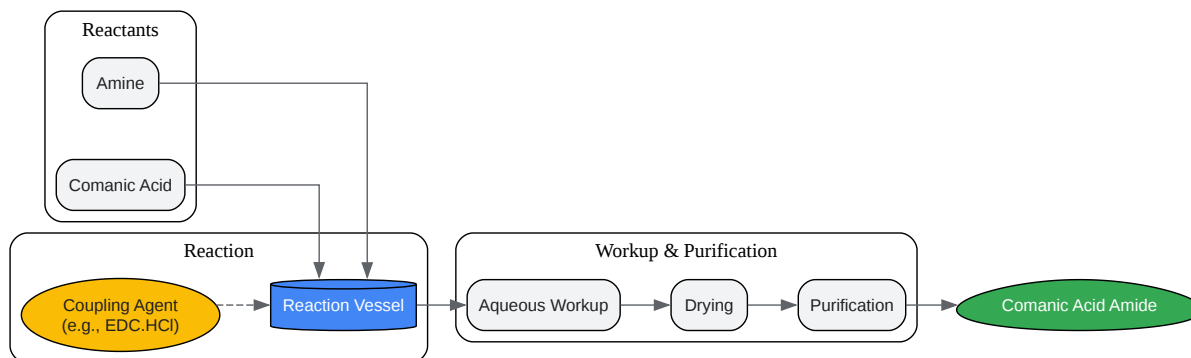 Reactants
Amine
Comanic Acid
Reaction
Coupling Agent
(e.g., EDC.HCl)
Reaction Vessel
Workup & Purification
Aqueous Workup
Drying
Purification
Comanic Acid Amide